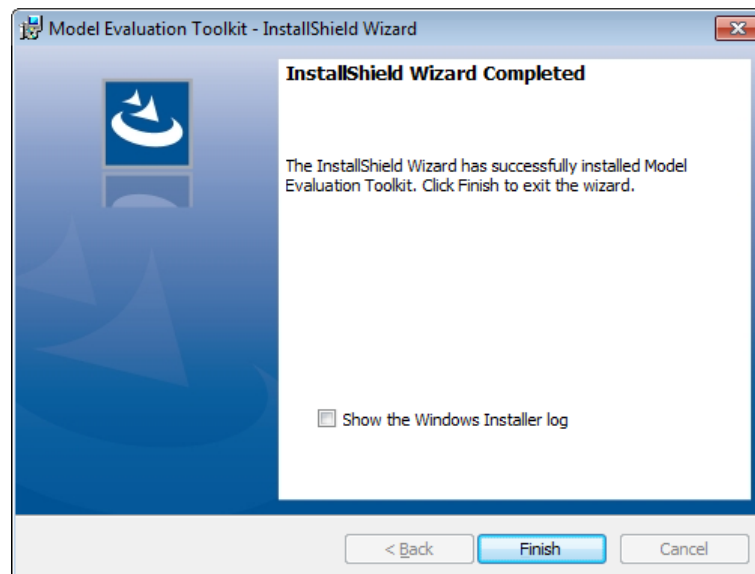 Model Evaluation Toolkit - InstallShield Wizard
InstallShield Wizard Completed
The InstallShield Wizard has successfully installed Model
Evaluation Toolkit. Click Finish to exit the wizard.
Show the Windows Installer log
< Back
Finish
Cancel